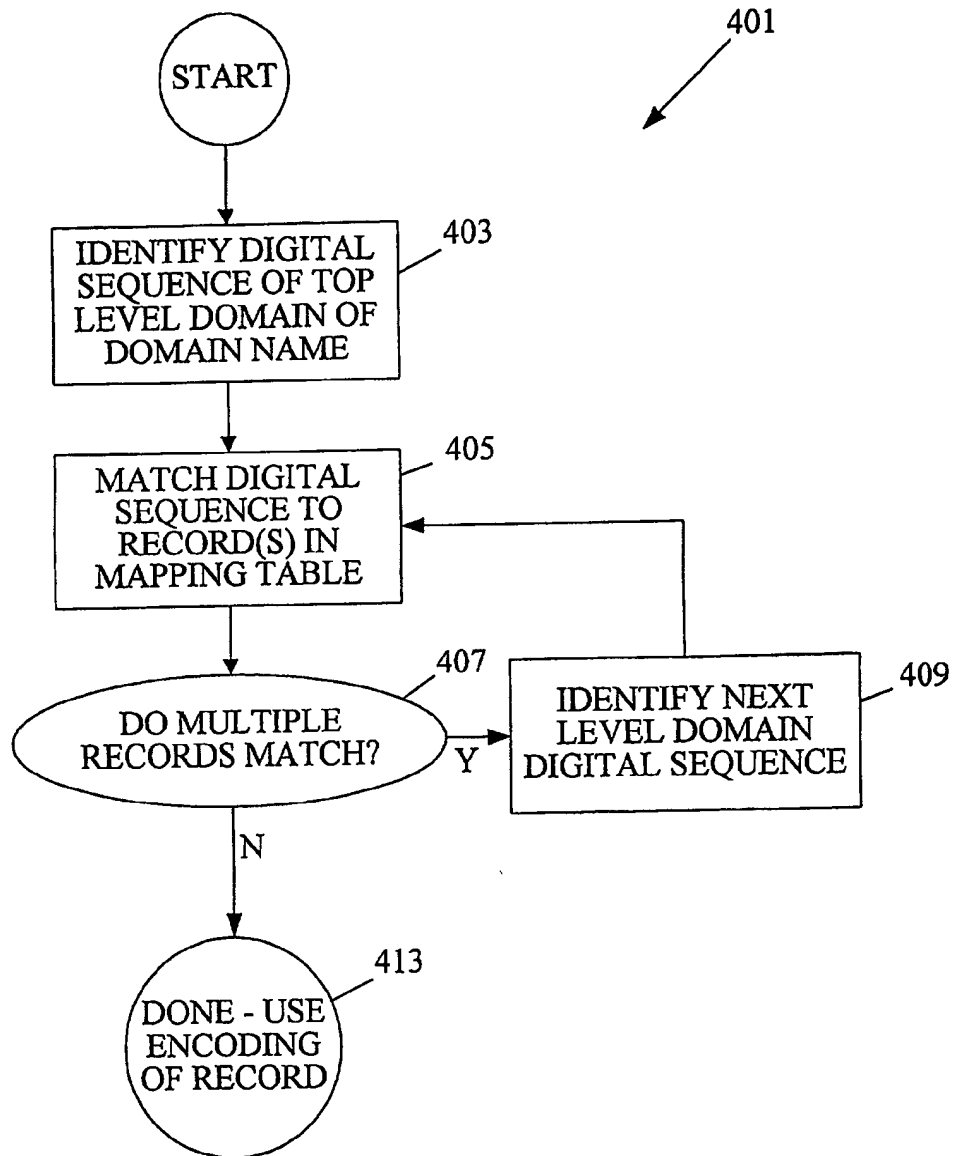 401
START
403
IDENTIFY DIGITAL
SEQUENCE OF TOP
LEVEL DOMAIN OF
DOMAIN NAME
405
MATCH DIGITAL
SEQUENCE TO
RECORD(S) IN
MAPPING TABLE
407
DO MULTIPLE
RECORDS MATCH?
Y
409
IDENTIFY NEXT
LEVEL DOMAIN
DIGITAL SEQUENCE
N
413
DONE - USE
ENCODING
OF RECORD